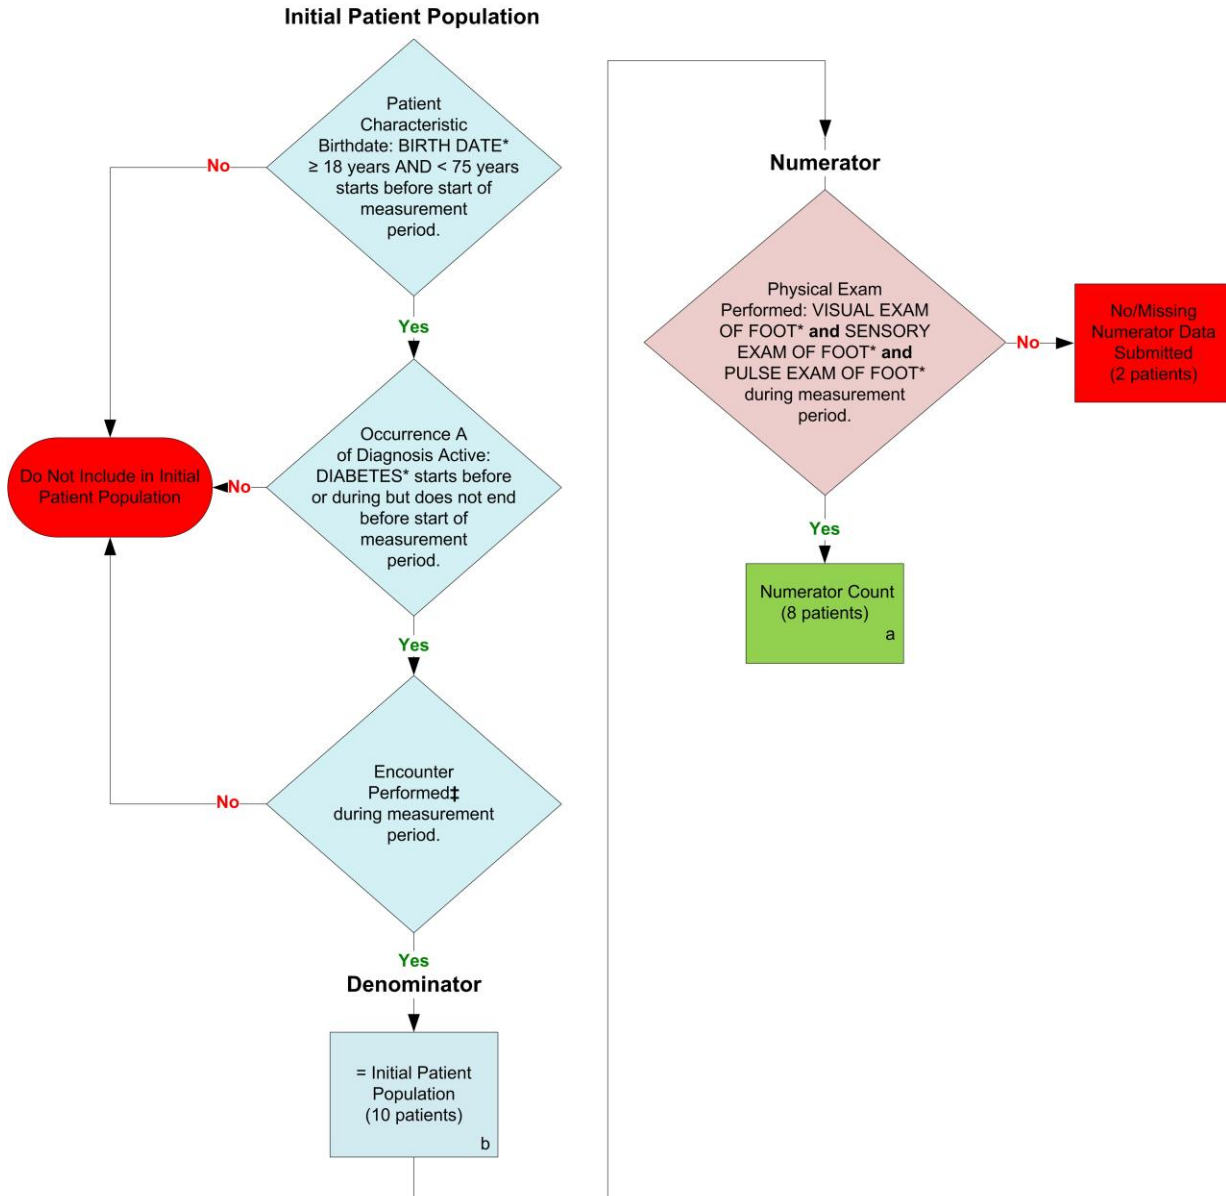 Initial Patient Population
Patient
Characteristic
Birthdate: BIRTH DATE*
≥ 18 years AND < 75 years
starts before start of
measurement
period.
No
Yes
Occurrence A
of Diagnosis Active:
DIABETES* starts before
or during but does not end
before start of
measurement
period.
No
Do Not Include in Initial
Patient Population
Yes
Encounter
Performed‡
during measurement
period.
No
Yes
Denominator
= Initial Patient
Population
(10 patients)
b
Numerator
Physical Exam
Performed: VISUAL EXAM
OF FOOT* and SENSORY
EXAM OF FOOT* and
PULSE EXAM OF FOOT*
during measurement
period.
No
No/Missing
Numerator Data
Submitted
(2 patients)
Yes
Numerator Count
(8 patients)
a